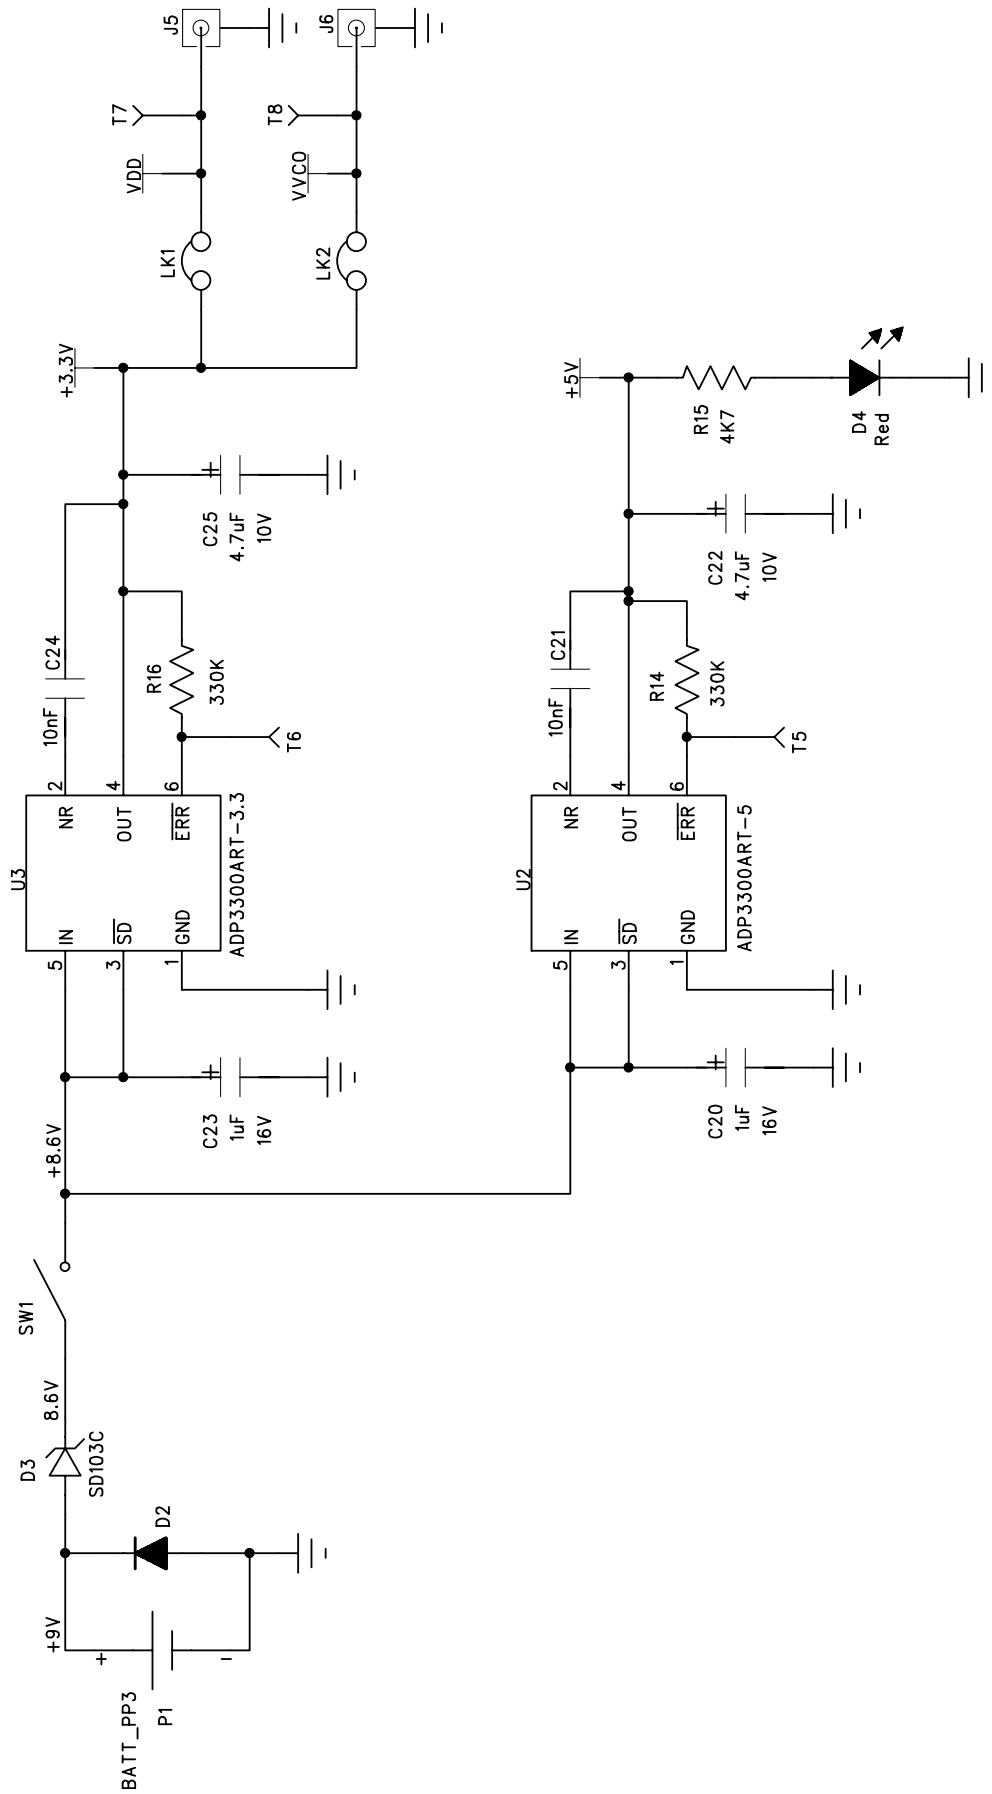 BATT_PP3
P1
+
-
+9V
D2
D3
SD103C
8.6V
SW1
+8.6V
C23
1uF
16V
U3
IN
5
SD
3
GND
1
NR
2
OUT
4
ERR
6
ADP3300ART-3.3
10nF
C24
R16
330K
T6
+
C25
4.7uF
10V
+
+3.3V
LK1
LK2
VDD
VVCO
T7
T8
J5
J6
C20
1uF
16V
+
U2
IN
5
SD
3
GND
1
NR
2
OUT
4
ERR
6
ADP3300ART-5
10nF
C21
R14
330K
T5
C22
4.7uF
10V
+
+5V
R15
4K7
D4
Red